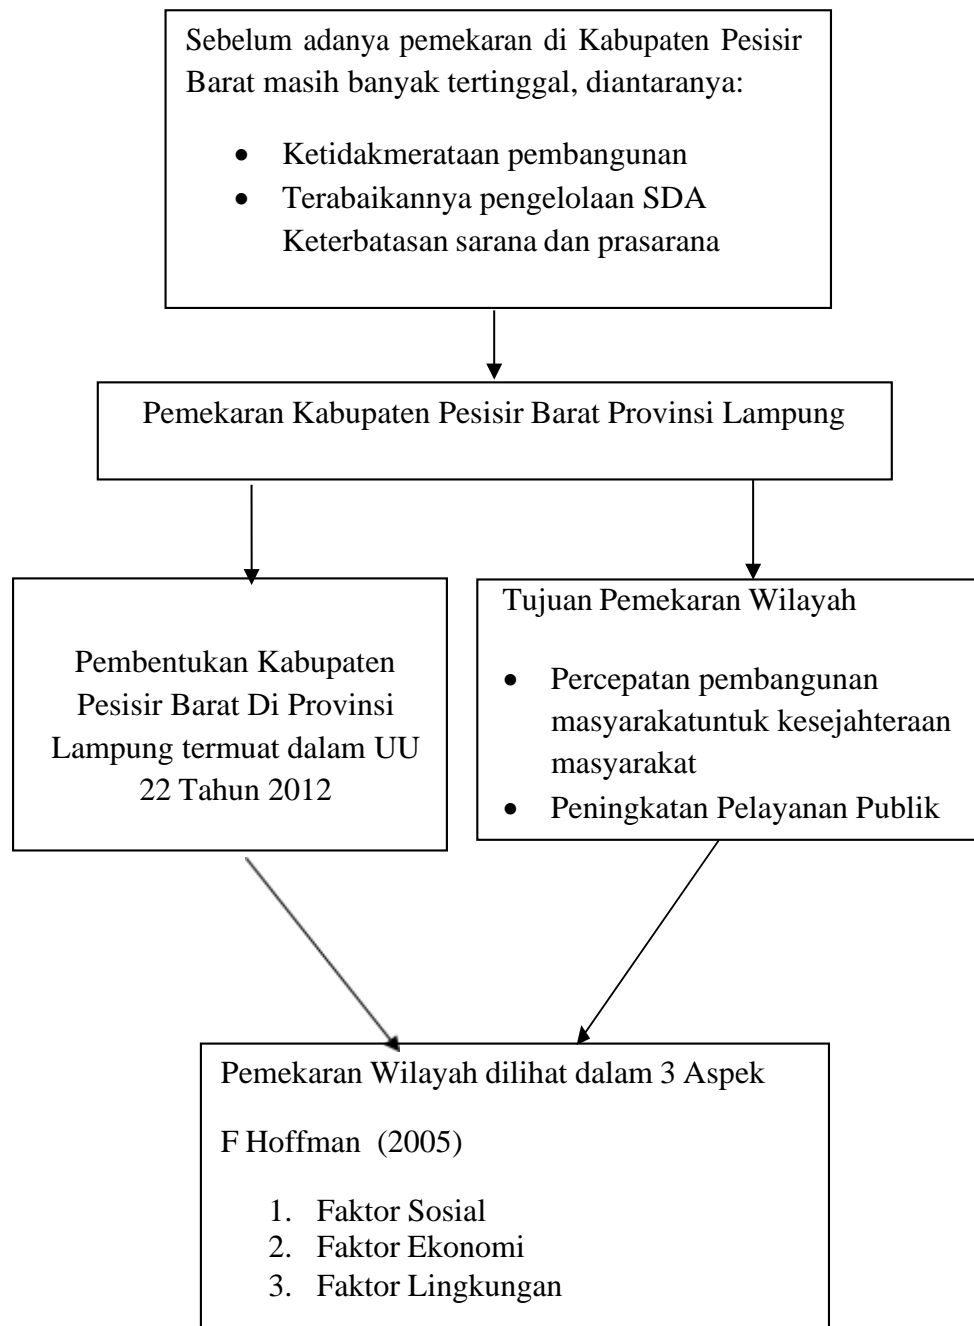 Sebelum adanya pemekaran di Kabupaten Pesisir
Barat masih banyak tertinggal, diantaranya:
• Ketidakmerataan pembangunan
• Terabaikannya pengelolaan SDA
Keterbatasan sarana dan prasarana
Pemekaran Kabupaten Pesisir Barat Provinsi Lampung
Pembentukan Kabupaten
Pesisir Barat Di Provinsi
Lampung termuat dalam UU
22 Tahun 2012
Tujuan Pemekaran Wilayah
• Percepatan pembangunan
masyarakatuntuk kesejahteraan
masyarakat
• Peningkatan Pelayanan Publik
Pemekaran Wilayah dilihat dalam 3 Aspek
F Hoffman (2005)
1. Faktor Sosial
2. Faktor Ekonomi
3. Faktor Lingkungan